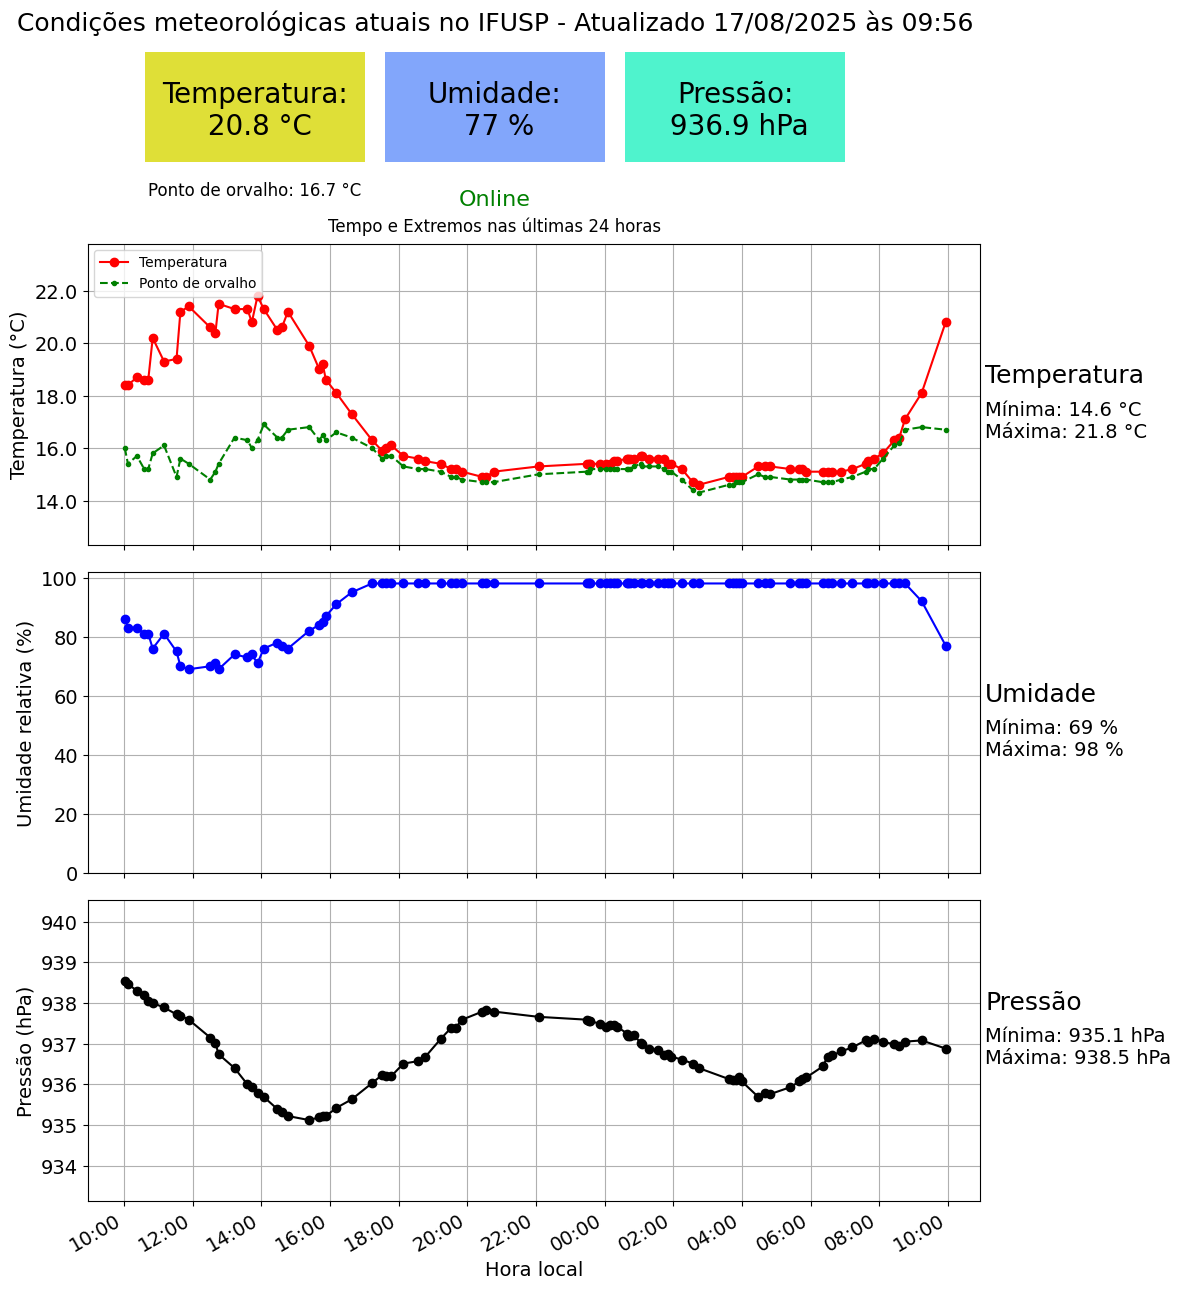 Condições meteorológicas atuais no IFUSP - Atualizado 17/08/2025 às 09:56
Temperatura:
20.8 °C
Umidade:
77 %
Pressão:
936.9 hPa
Ponto de orvalho: 16.7 °C
Online
Tempo e Extremos nas últimas 24 horas
Temperatura
Ponto de orvalho
Temperatura (°C)
22.0
20.0
18.0
16.0
14.0
Temperatura
Mínima: 14.6 °C
Máxima: 21.8 °C
Umidade relativa (%)
100
80
60
40
20
0
Umidade
Mínima: 69 %
Máxima: 98 %
Pressão (hPa)
940
939
938
937
936
935
934
Pressão
Mínima: 935.1 hPa
Máxima: 938.5 hPa
10:00
12:00
14:00
16:00
18:00
20:00
22:00
00:00
02:00
04:00
06:00
08:00
10:00
Hora local